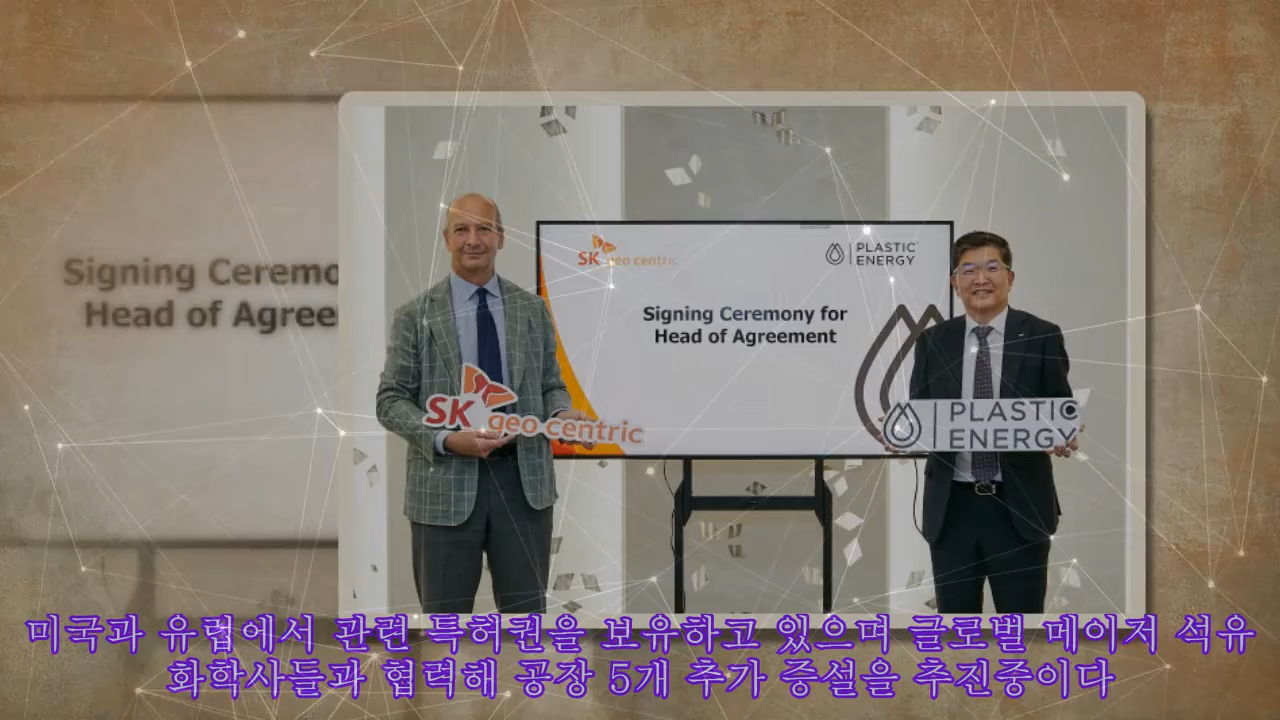 Signing Ceremo
Head of Agree
SK geo centric
PLASTIC
ENERGY
Signing Ceremony for
Head of Agreement
SK geo centric
PLASTIC
ENERGY
미국과 유럽에서 관련 특허권을 보유하고 있으며 글로벌 메이저 석유
화학사들과 협력해 공장 5개 추가 증설을 추진중이다